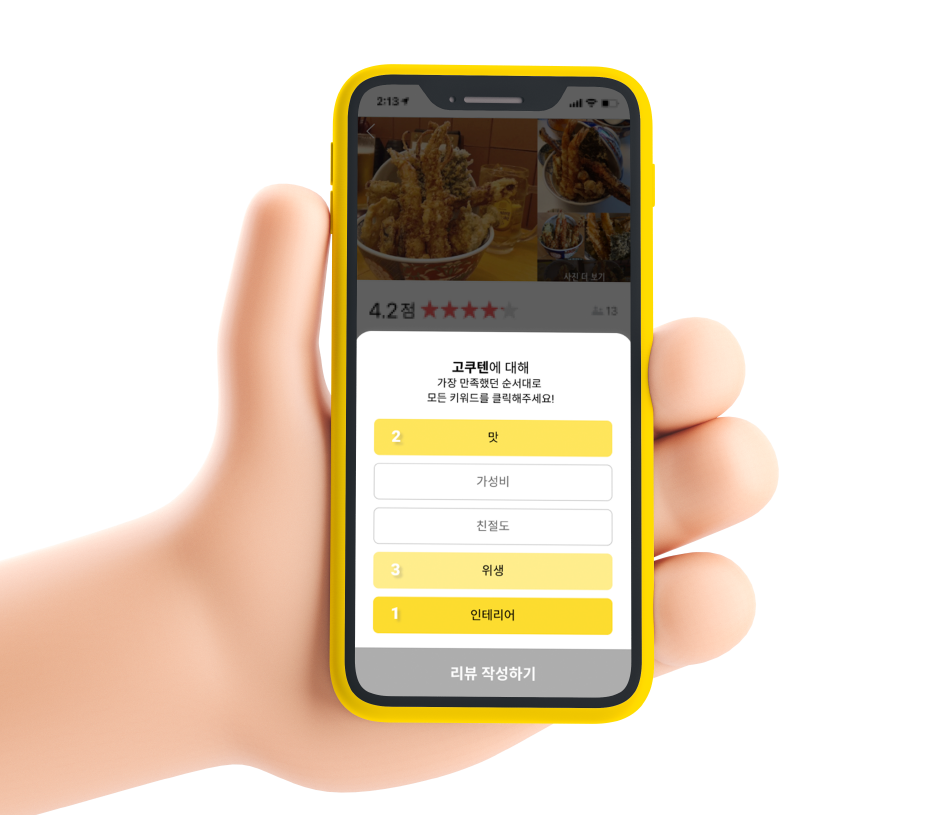 2:13
사진 더 보기
4.2점 13
고쿠텐에 대해
가장 만족했던 순서대로
모든 키워드를 클릭해주세요!
2 맛
가성비
친절도
3 위생
1 인테리어
리뷰 작성하기